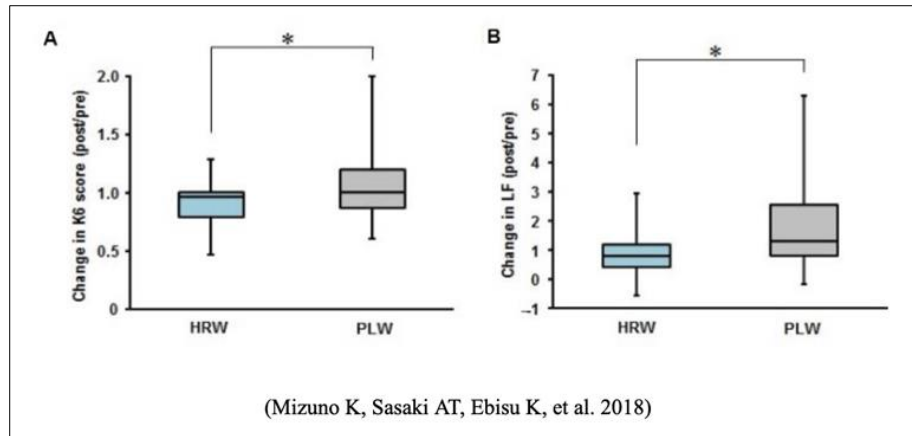 A
*
Change in K6 score (post/pre)
2.0
1.5
1.0
0.5
0
HRW
PLW
B
*
Change in LF (post/pre)
7
6
5
4
3
2
1
0
–1
HRW
PLW
(Mizuno K, Sasaki AT, Ebisu K, et al. 2018)